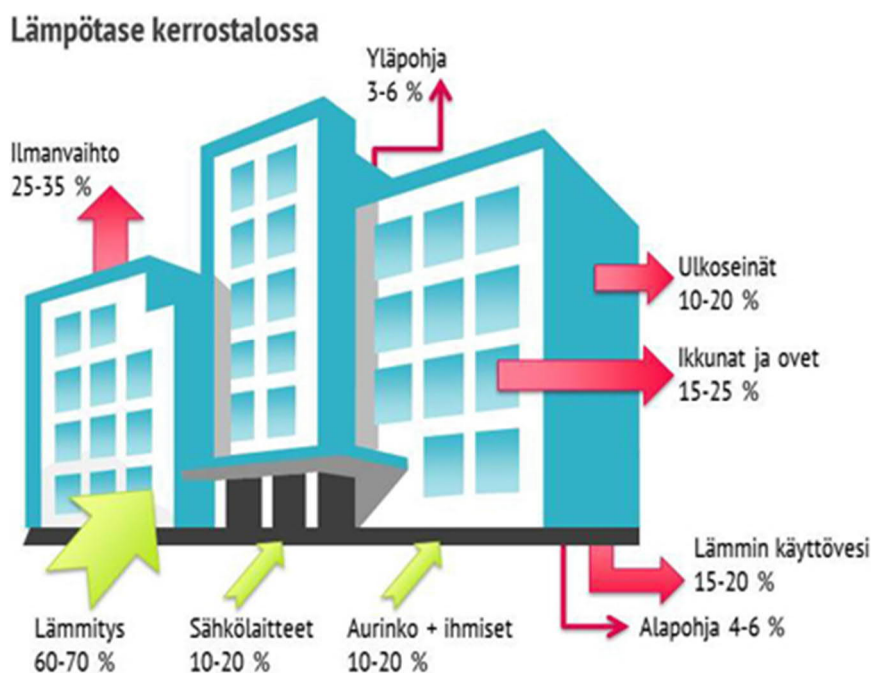 Lämpötase kerrostalossa
Yläpohja
3-6 %
Ilmanvaihto
25-35 %
Ulkoseinät
10-20 %
Ikkunat ja ovet
15-25 %
Lämmin käyttövesi
15-20 %
Alapohja 4-6 %
Lämmitys
60-70 %
Sähkölaitteet
10-20 %
Aurinko + ihmiset
10-20 %